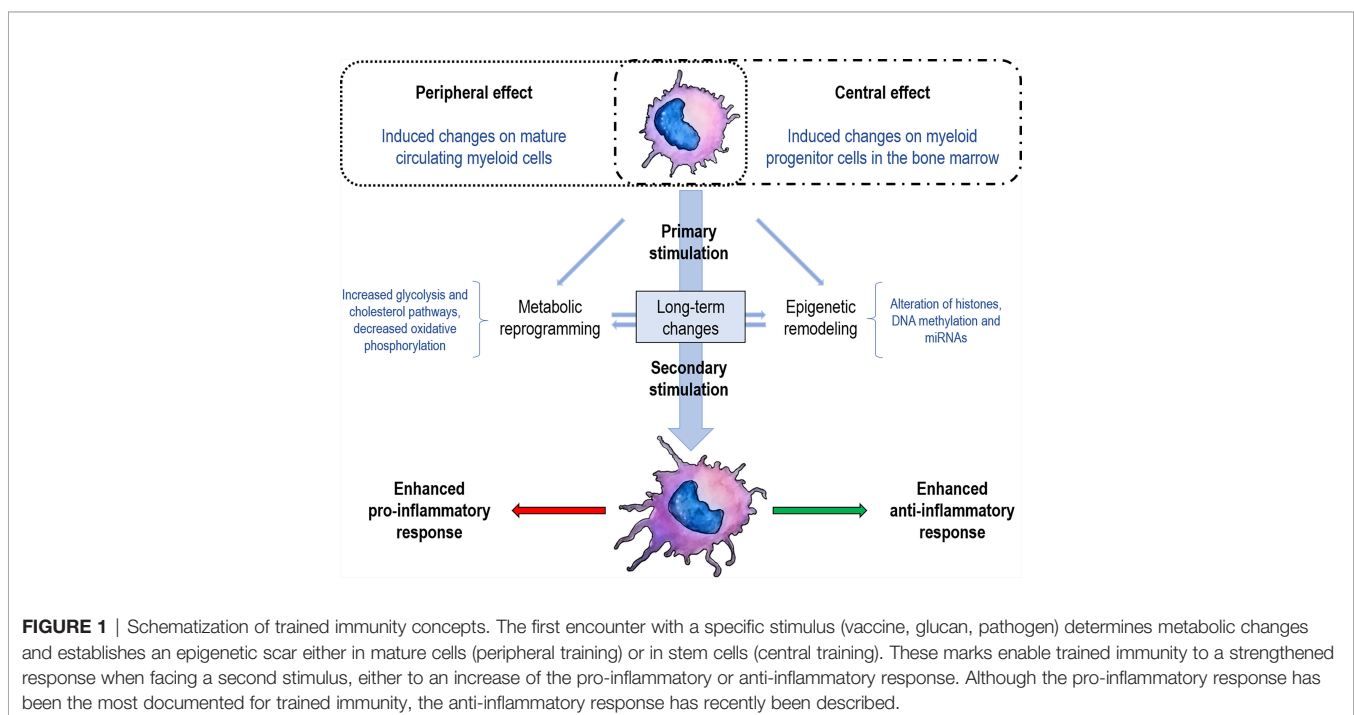 Peripheral effect
Induced changes on mature
circulating myeloid cells
Central effect
Induced changes on myeloid
progenitor cells in the bone marrow
Primary
stimulation
Increased glycolysis and
cholesterol pathways,
decreased oxidative
phosphorylation
Metabolic
reprogramming
Long-term
changes
Epigenetic
remodeling
Alteration of histones,
DNA methylation and
miRNAs
Secondary
stimulation
Enhanced
pro-inflammatory
response
Enhanced
anti-inflammatory
response
FIGURE 1 | Schematization of trained immunity concepts. The first encounter with a specific stimulus (vaccine, glucan, pathogen) determines metabolic changes
and establishes an epigenetic scar either in mature cells (peripheral training) or in stem cells (central training). These marks enable trained immunity to a strengthened
response when facing a second stimulus, either to an increase of the pro-inflammatory or anti-inflammatory response. Although the pro-inflammatory response has
been the most documented for trained immunity, the anti-inflammatory response has recently been described.